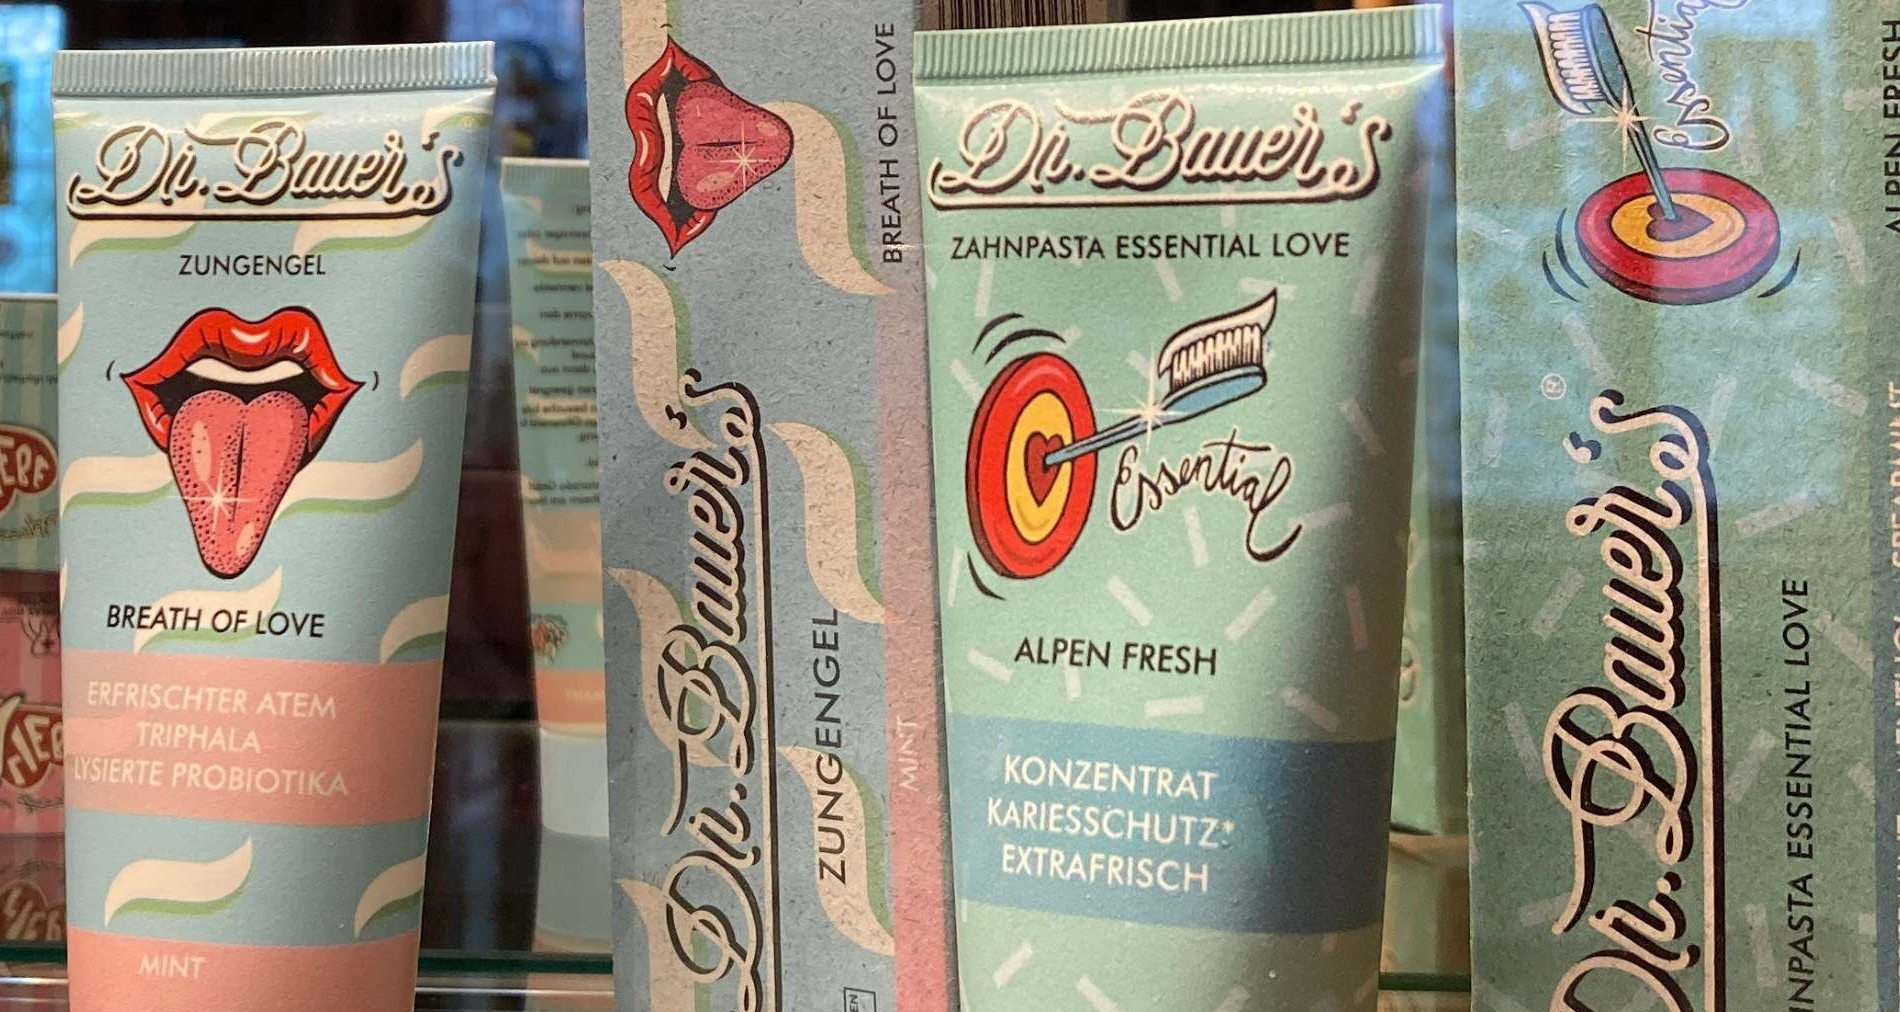 Dr. Bauer's
ZUNGENGEL
BREATH OF LOVE
ERFRISCHTER ATEM
TRIPHALA
LYSIERTE PROBIOTIKA
MINT
BREATH OF LOVE
Dr. Bauer's
ZUNGENGEL
MINT
Dr. Bauer's
ZAHNPASTA ESSENTIAL LOVE
Essential
ALPEN FRESH
KONZENTRAT
KARIESSCHUTZ*
EXTRAFRISCH
Essential
ALPEN FRESH
Dr. Bauer's ®
NPASTA ESSENTIAL LOVE